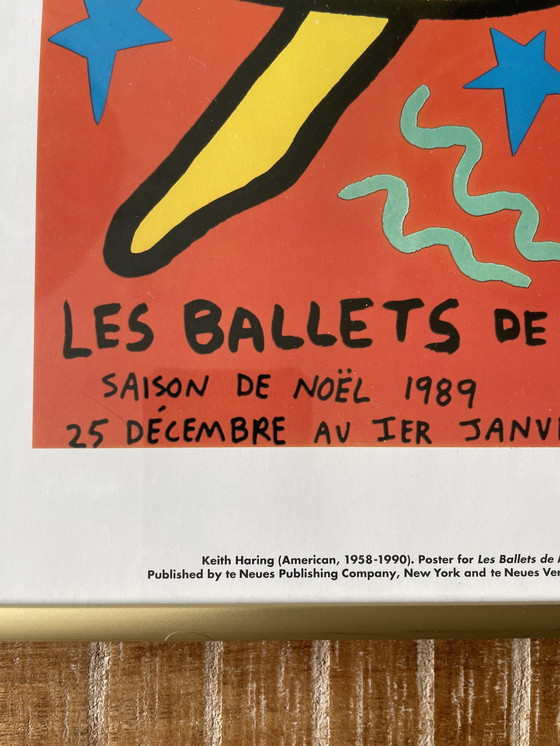 LES BALLETS DE
SAISON DE NOËL 1989
25 DÉCEMBRE AU IER JANV
Keith Haring (American, 1958-1990). Poster for Les Ballets de
Published by te Neues Publishing Company, New York and te Neues Ver